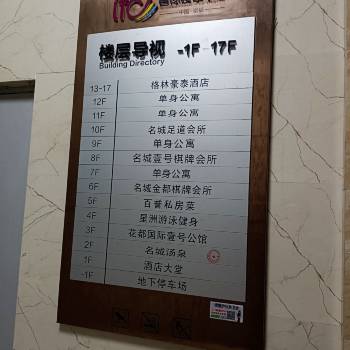 楼层导视 -1F-17F
Building Directory
13-17 格林豪泰酒店
12F 单身公寓
11F 单身公寓
10F 名城足道会所
9F 单身公寓
8F 名城壹号棋牌会所
7F 单身公寓
6F 名城金都棋牌会所
5F 百誉私房菜
4F 星洲游泳健身
3F 花都国际壹号公馆
2F 名城汤泉
1F 酒店大堂
-1F 地下停车场